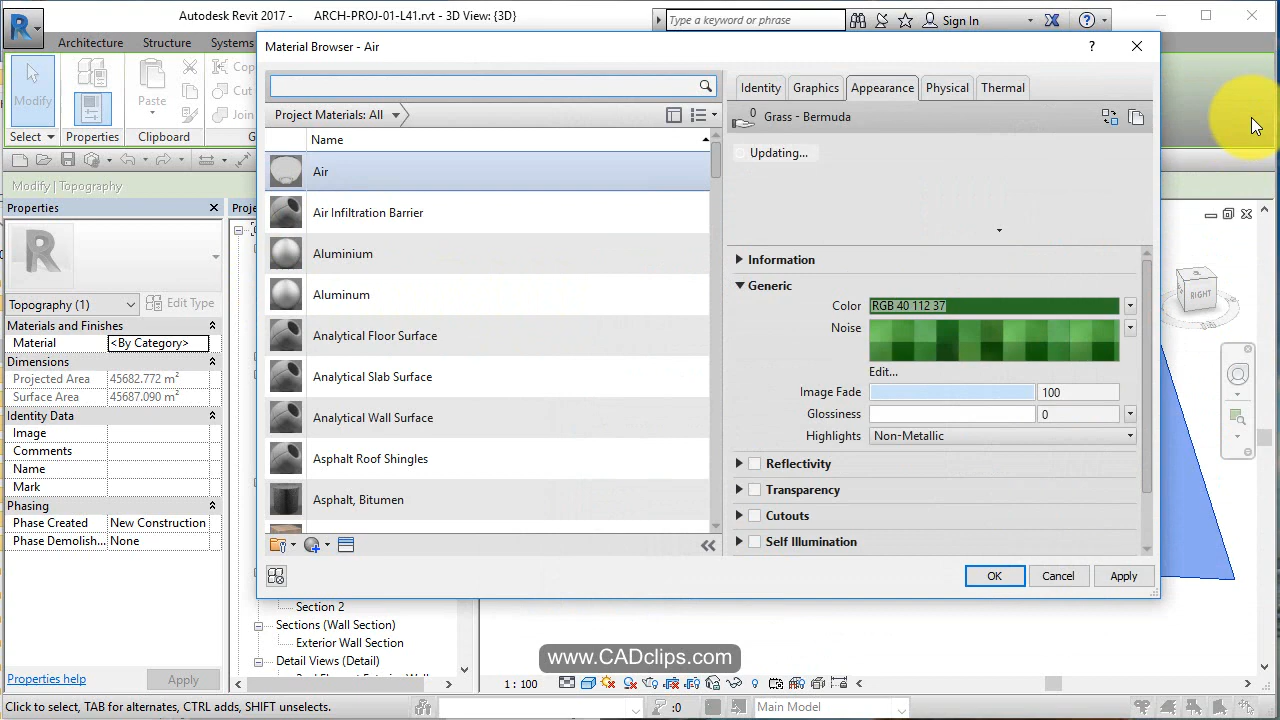 Autodesk Revit 2017 - ARCH-PROJ-01-L41.rvt - 3D View: {3D}
Type a keyword or phrase
Sign In
Architecture
Structure
Systems
Modify
Paste
Cop
Cut
Join
Select
Properties
Clipboard
Modify | Topography
Properties
Topography (1)
Edit Type
Materials and Finishes
Material
<By Category>
Dimensions
Projected Area
45682.772 m²
Surface Area
45687.090 m²
Identity Data
Image
Comments
Name
Mark
Phasing
Phase Created
New Construction
Phase Demolish...
None
Properties help
Apply
Proje
Material Browser - Air
Project Materials: All
Name
Air
Air Infiltration Barrier
Aluminium
Aluminum
Analytical Floor Surface
Analytical Slab Surface
Analytical Wall Surface
Asphalt Roof Shingles
Asphalt, Bitumen
Identity
Graphics
Appearance
Physical
Thermal
0
Grass - Bermuda
Updating...
Information
Generic
Color
RGB 40 112 37
Noise
Edit...
Image Fade
100
Glossiness
0
Highlights
Non-Metallic
Reflectivity
Transparency
Cutouts
Self Illumination
OK
Cancel
Apply
RIGHT
Section 2
Sections (Wall Section)
Exterior Wall Section
Detail Views (Detail)
www.CADclips.com
1 : 100
Click to select, TAB for alternates, CTRL adds, SHIFT unselects.
:0
Main Model